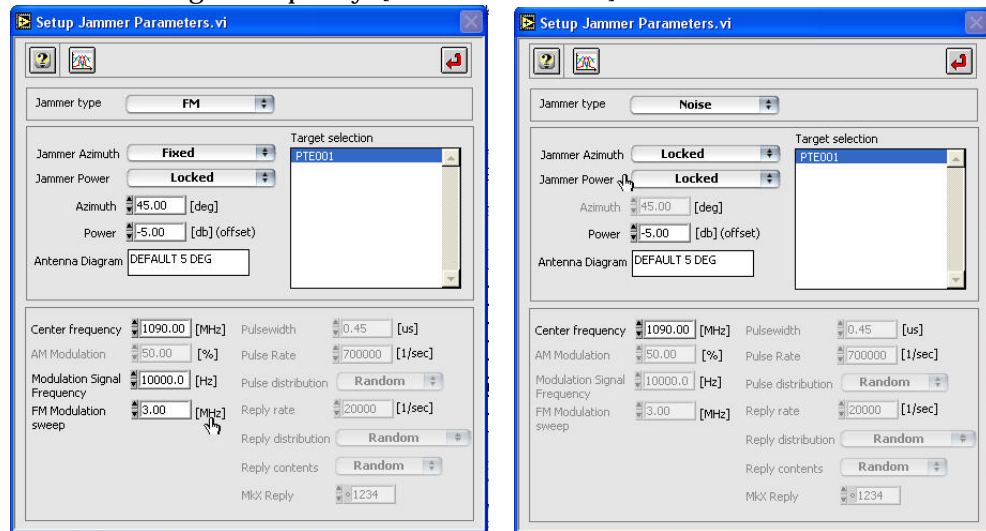 Setup Jammer Parameters.vi
Jammer type FM
Target selection
Jammer Azimuth Fixed PTE001
Jammer Power Locked
Azimuth 45.00 [deg]
Power -5.00 [db] (offset)
Antenna Diagram DEFAULT 5 DEG
Center frequency 1090.00 [MHz] Pulsewidth 0.45 [us]
AM Modulation 50.00 [%] Pulse Rate 700000 [1/sec]
Modulation Signal Frequency 10000.0 [Hz] Pulse distribution Random
FM Modulation sweep 3.00 [MHz] Reply rate 20000 [1/sec]
Reply distribution Random
Reply contents Random
MkX Reply 1234
Setup Jammer Parameters.vi
Jammer type Noise
Target selection
Jammer Azimuth Locked PTE001
Jammer Power Locked
Azimuth 45.00 [deg]
Power -5.00 [db] (offset)
Antenna Diagram DEFAULT 5 DEG
Center frequency 1090.00 [MHz] Pulsewidth 0.45 [us]
AM Modulation 50.00 [%] Pulse Rate 700000 [1/sec]
Modulation Signal Frequency 10000.0 [Hz] Pulse distribution Random
FM Modulation sweep 3.00 [MHz] Reply rate 20000 [1/sec]
Reply distribution Random
Reply contents Random
MkX Reply 1234